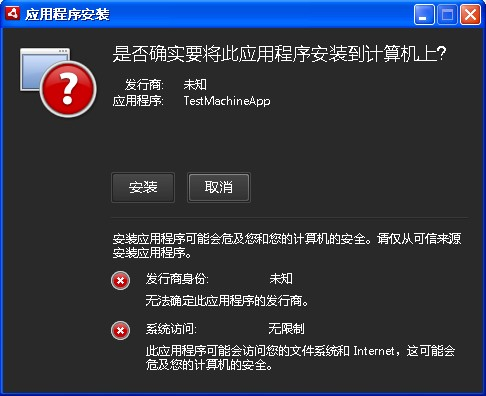 应用程序安装
是否确实要将此应用程序安装到计算机上?
发行商: 未知
应用程序: TestMachineApp
安装 取消
安装应用程序可能会危及您和您的计算机的安全。请仅从可信来源
安装应用程序。
发行商身份: 未知
无法确定此应用程序的发行商。
系统访问: 无限制
此应用程序可能会访问您的文件系统和 Internet，这可能会
危及您的计算机的安全。